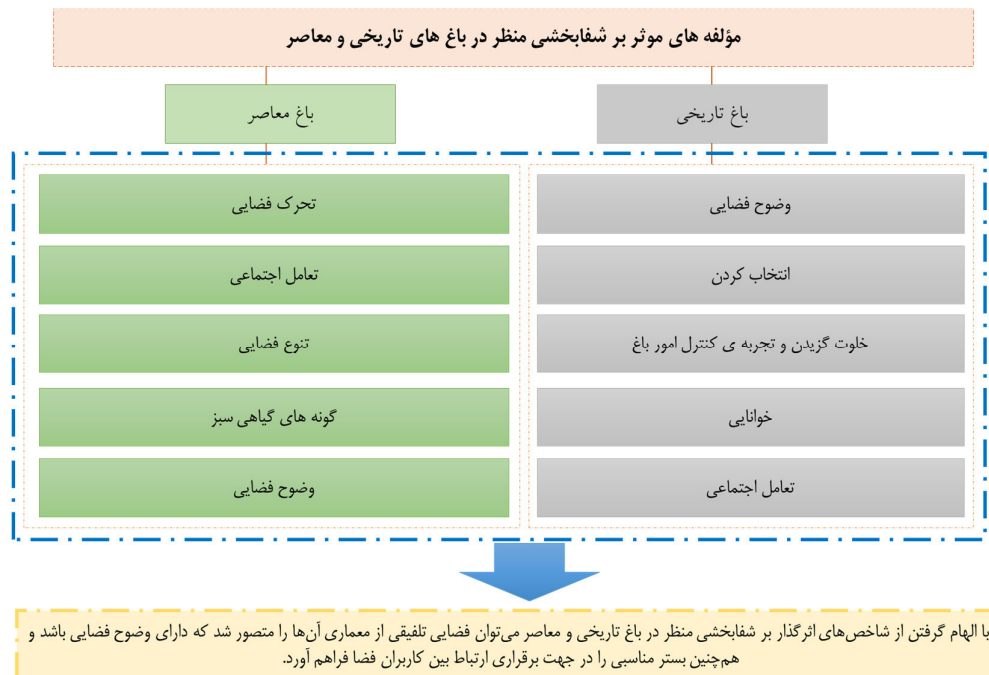 مؤلفه های موثر بر شفابخشی منظر در باغ های تاریخی و معاصر
باغ تاریخی
وضوح فضایی
انتخاب کردن
خلوت گزیدن و تجربه ی کنترل امور باغ
خوانایی
تعامل اجتماعی
باغ معاصر
تحرک فضایی
تعامل اجتماعی
تنوع فضایی
گونه های گیاهی سبز
وضوح فضایی
با الهام گرفتن از شاخص‌های اثرگذار بر شفابخشی منظر در باغ تاریخی و معاصر می‌توان فضایی تلفیقی از معماری آن‌ها را متصور شد که دارای وضوح فضایی باشد و
هم‌چنین بستر مناسبی را در جهت برقراری ارتباط بین کاربران فضا فراهم آورد.